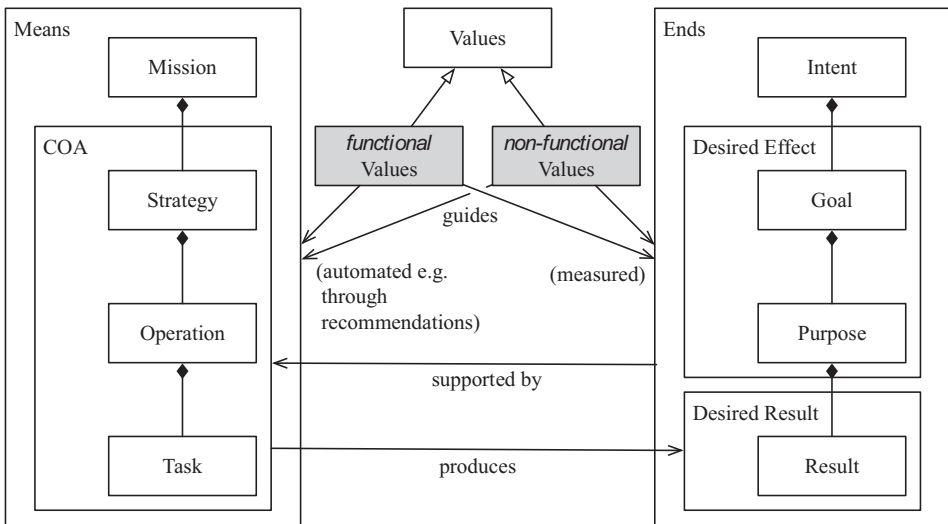 Means
Mission
COA
Strategy
Operation
Task
Values
functional
Values
non-functional
Values
guides
(automated e.g.
through
recommendations)
(measured)
supported by
produces
Ends
Intent
Desired Effect
Goal
Purpose
Desired Result
Result